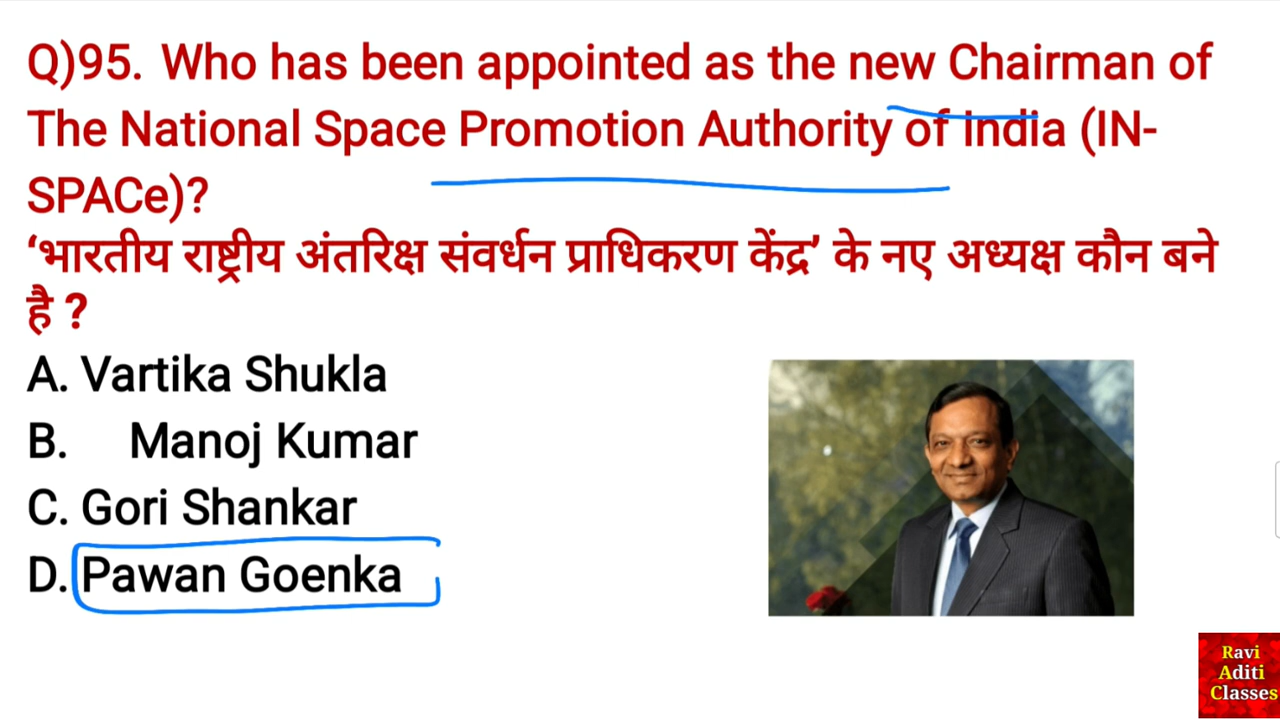 Q)95. Who has been appointed as the new Chairman of
The National Space Promotion Authority of India (IN-
SPACe)?
‘भारतीय राष्ट्रीय अंतरिक्ष संवर्धन प्राधिकरण केंद्र’ के नए अध्यक्ष कौन बने
है ?
A. Vartika Shukla
B. Manoj Kumar
C. Gori Shankar
D. Pawan Goenka
Ravi
Aditi
Classes